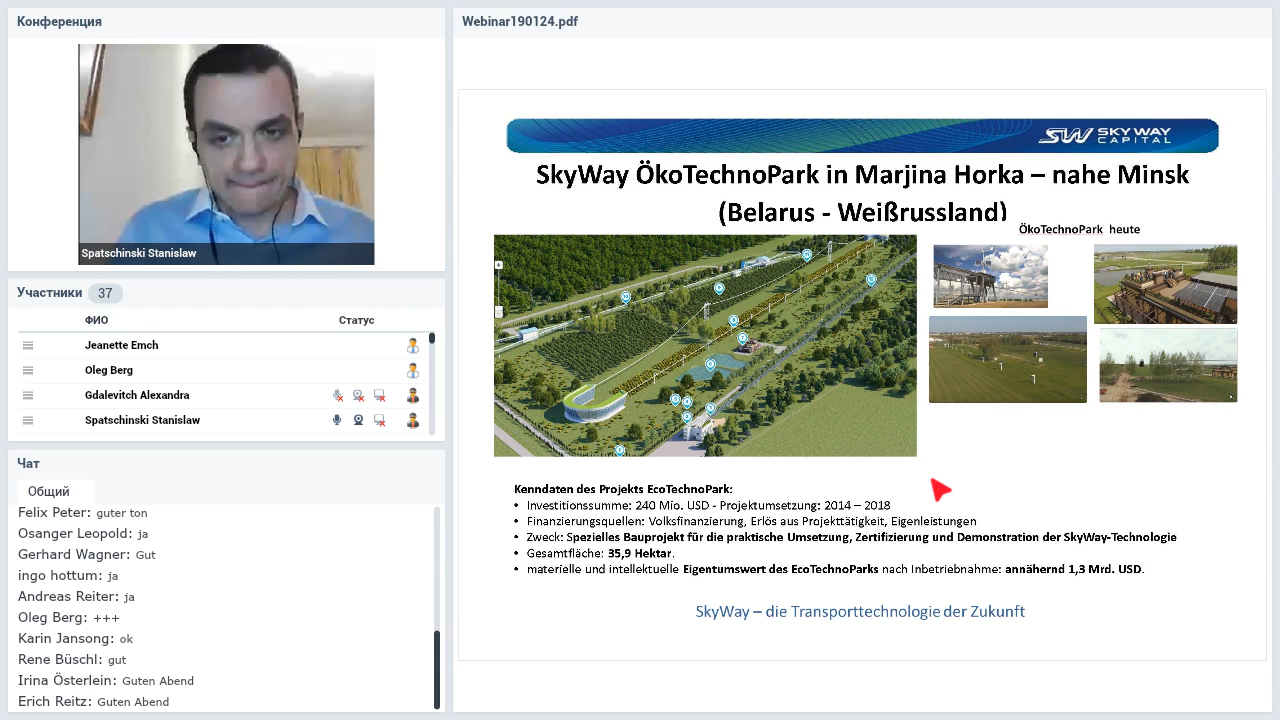 Конференция
Spatschinski Stanislaw
Участники 37
ФИО Статус
Jeanette Emch
Oleg Berg
Gdalevitch Alexandra
Spatschinski Stanislaw
Чат
Общий
Felix Peter: guter ton
Osanger Leopold: ja
Gerhard Wagner: Gut
ingo hottum: ja
Andreas Reiter: ja
Oleg Berg: +++
Karin Jansong: ok
Rene Büschl: gut
Irina Österlein: Guten Abend
Erich Reitz: Guten Abend
Webinar190124.pdf
SW SKY WAY
CAPITAL
SkyWay ÖkoTechnoPark in Marjina Horka – nahe Minsk
(Belarus - Weißrussland)
ÖkoTechnoPark heute
Kenndaten des Projekts EcoTechnoPark:
• Investitionssumme: 240 Mio. USD - Projektumsetzung: 2014 – 2018
• Finanzierungsquellen: Volksfinanzierung, Erlös aus Projekttätigkeit, Eigenleistungen
• Zweck: Spezielles Bauprojekt für die praktische Umsetzung, Zertifizierung und Demonstration der SkyWay-Technologie
• Gesamtfläche: 35,9 Hektar.
• materielle und intellektuelle Eigentumswert des EcoTechnoParks nach Inbetriebnahme: annähernd 1,3 Mrd. USD.
SkyWay – die Transporttechnologie der Zukunft